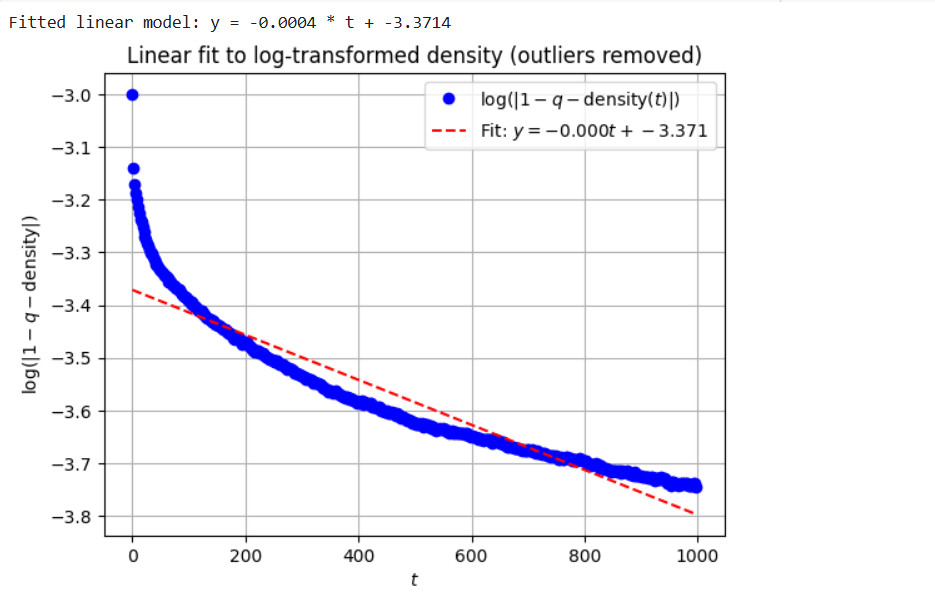 Fitted linear model: y = -0.0004 * t + -3.3714
Linear fit to log-transformed density (outliers removed)
log(|1 − q − density(t)|)
Fit: y = −0.000t + −3.371
log(|1 − q − density|)
−3.0
−3.1
−3.2
−3.3
−3.4
−3.5
−3.6
−3.7
−3.8
0 200 400 600 800 1000
t